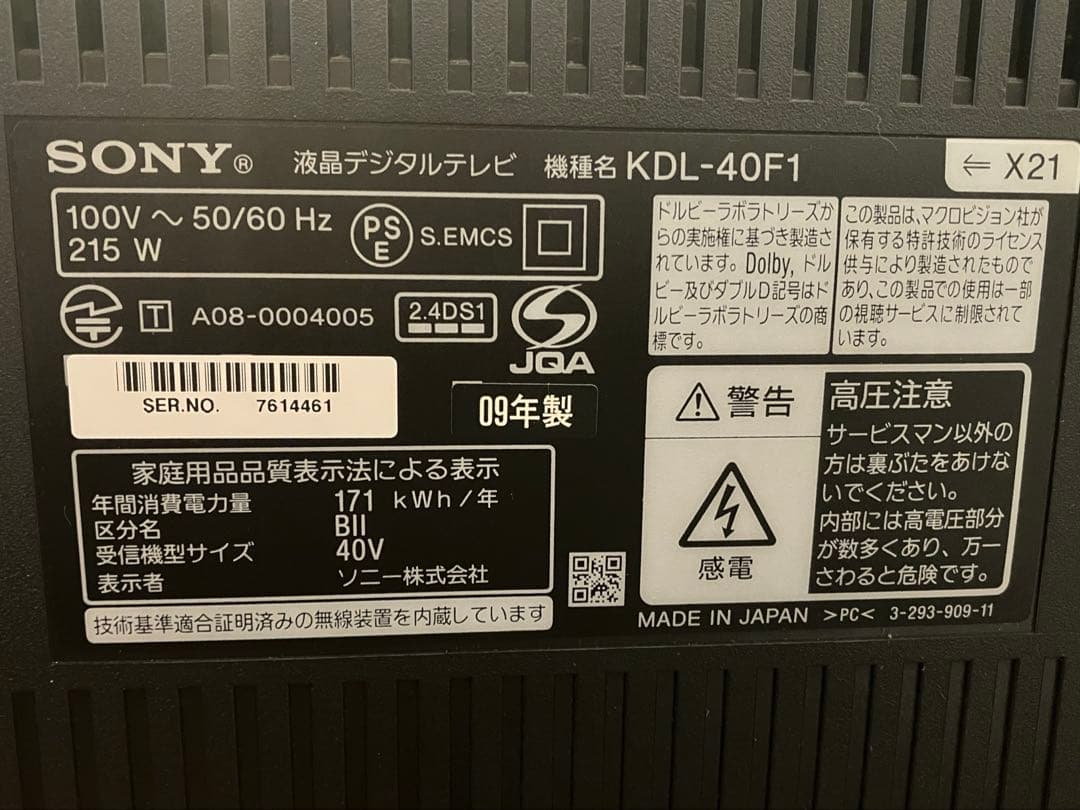 SONY® 液晶デジタルテレビ 機種名 KDL-40F1
⇐ X21
100V ～ 50/60 Hz
215 W
PS
E
S.EMCS
T A08-0004005
2.4DS1
JQA
SER.NO. 7614461
09年製
家庭用品品質表示法による表示
年間消費電力量 171 kWh/年
区分名 BII
受信機型サイズ 40V
表示者 ソニー株式会社
技術基準適合証明済みの無線装置を内蔵しています
ドルビーラボラトリーズか
らの実施権に基づき製造さ
れています。Dolby, ドル
ビー及びダブルD記号はド
ルビーラボラトリーズの商
標です。
この製品は、マクロビジョン社が
保有する特許技術のライセンス
供与により製造されたもので
あり、この製品での使用は一部
の視聴サービスに制限されて
います。
警告
感電
高圧注意
サービスマン以外の
方は裏ぶたをあけな
いでください。
内部には高電圧部分
が数多くあり、万一
さわると危険です。
MADE IN JAPAN >PC< 3-293-909-11